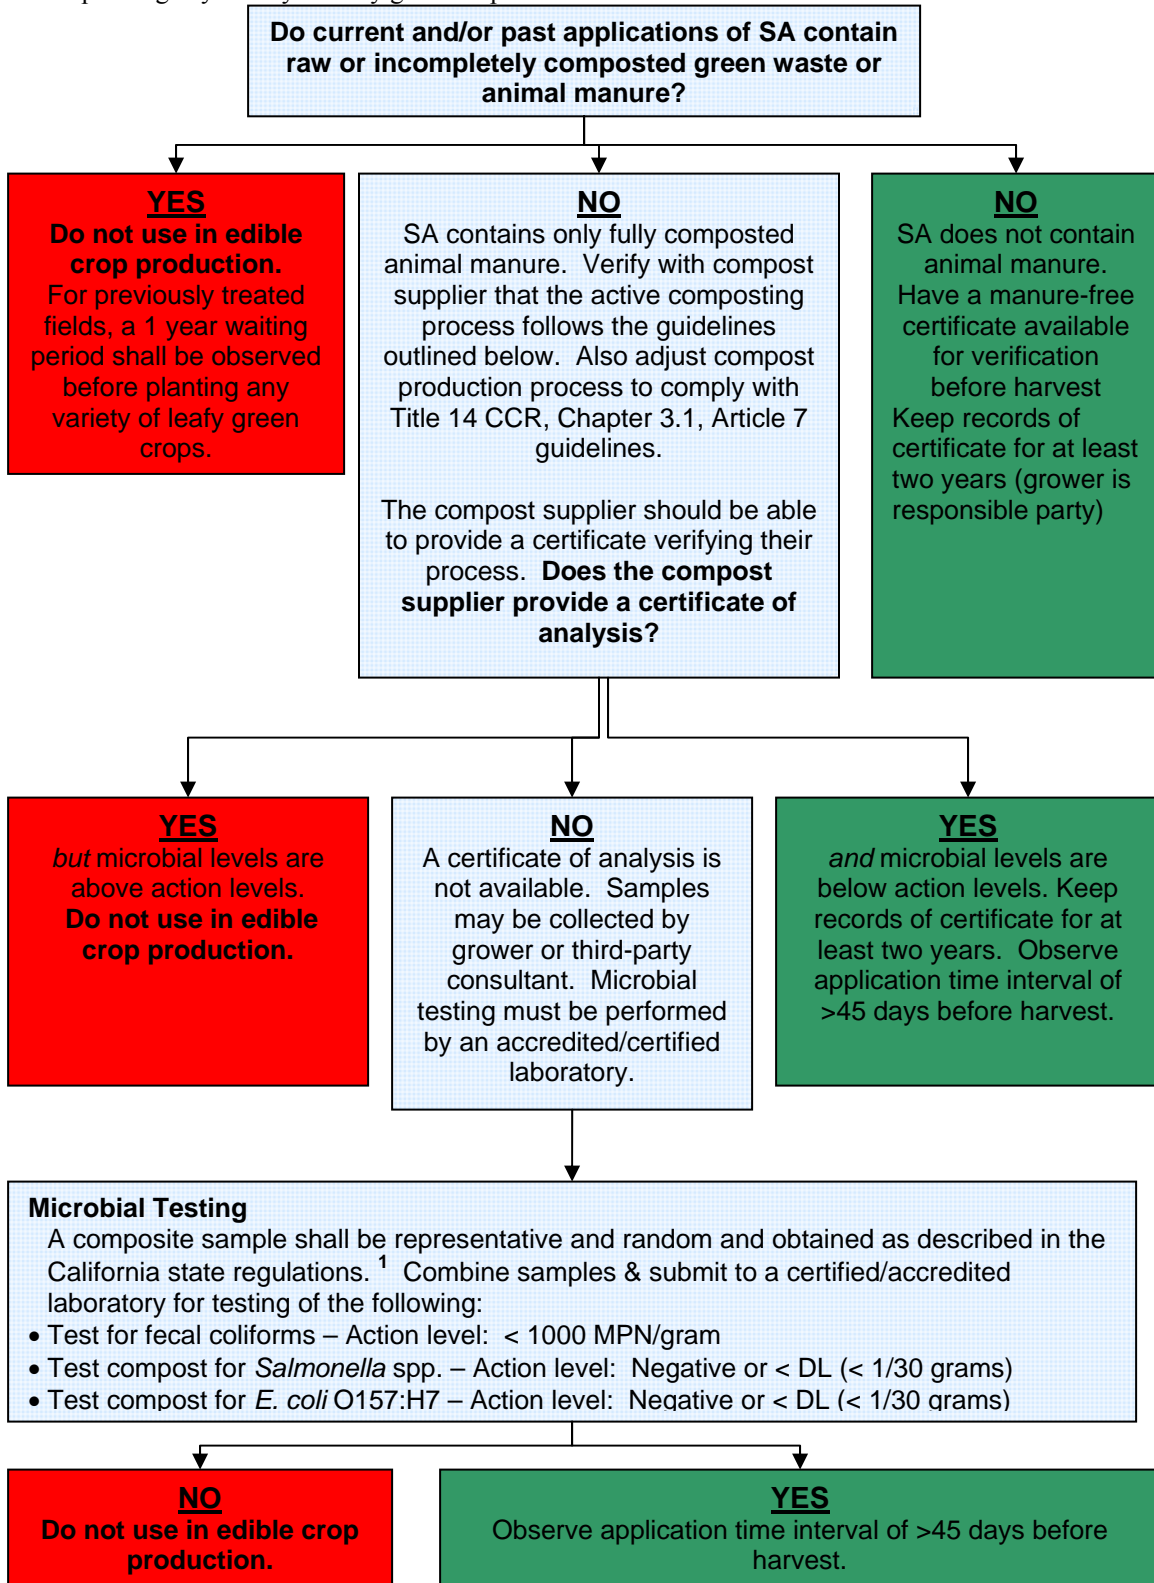 Do current and/or past applications of SA contain
raw or incompletely composted green waste or
animal manure?
YES
Do not use in edible
crop production.
For previously treated
fields, a 1 year waiting
period shall be observed
before planting any
variety of leafy green
crops.
NO
SA contains only fully composted
animal manure. Verify with compost
supplier that the active composting
process follows the guidelines
outlined below. Also adjust compost
production process to comply with
Title 14 CCR, Chapter 3.1, Article 7
guidelines.
The compost supplier should be able
to provide a certificate verifying their
process. Does the compost
supplier provide a certificate of
analysis?
NO
SA does not contain
animal manure.
Have a manure-free
certificate available
for verification
before harvest
Keep records of
certificate for at least
two years (grower is
responsible party)
YES
but microbial levels are
above action levels.
Do not use in edible
crop production.
NO
A certificate of analysis is
not available. Samples
may be collected by
grower or third-party
consultant. Microbial
testing must be performed
by an accredited/certified
laboratory.
YES
and microbial levels are
below action levels. Keep
records of certificate for at
least two years. Observe
application time interval of
>45 days before harvest.
Microbial Testing
A composite sample shall be representative and random and obtained as described in the
California state regulations. 1 Combine samples & submit to a certified/accredited
laboratory for testing of the following:
• Test for fecal coliforms – Action level: < 1000 MPN/gram
• Test compost for Salmonella spp. – Action level: Negative or < DL (< 1/30 grams)
• Test compost for E. coli O157:H7 – Action level: Negative or < DL (< 1/30 grams)
NO
Do not use in edible crop
production.
YES
Observe application time interval of >45 days before
harvest.